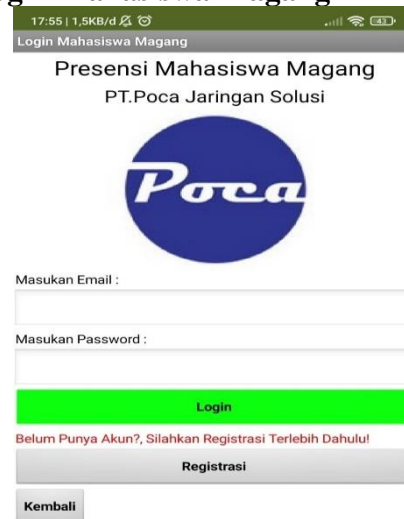 17:55 | 1,5KB/d
43
Login Mahasiswa Magang
Presensi Mahasiswa Magang
PT.Poca Jaringan Solusi
Poca
Masukan Email :
Masukan Password :
Login
Belum Punya Akun?, Silahkan Registrasi Terlebih Dahulu!
Registrasi
Kembali